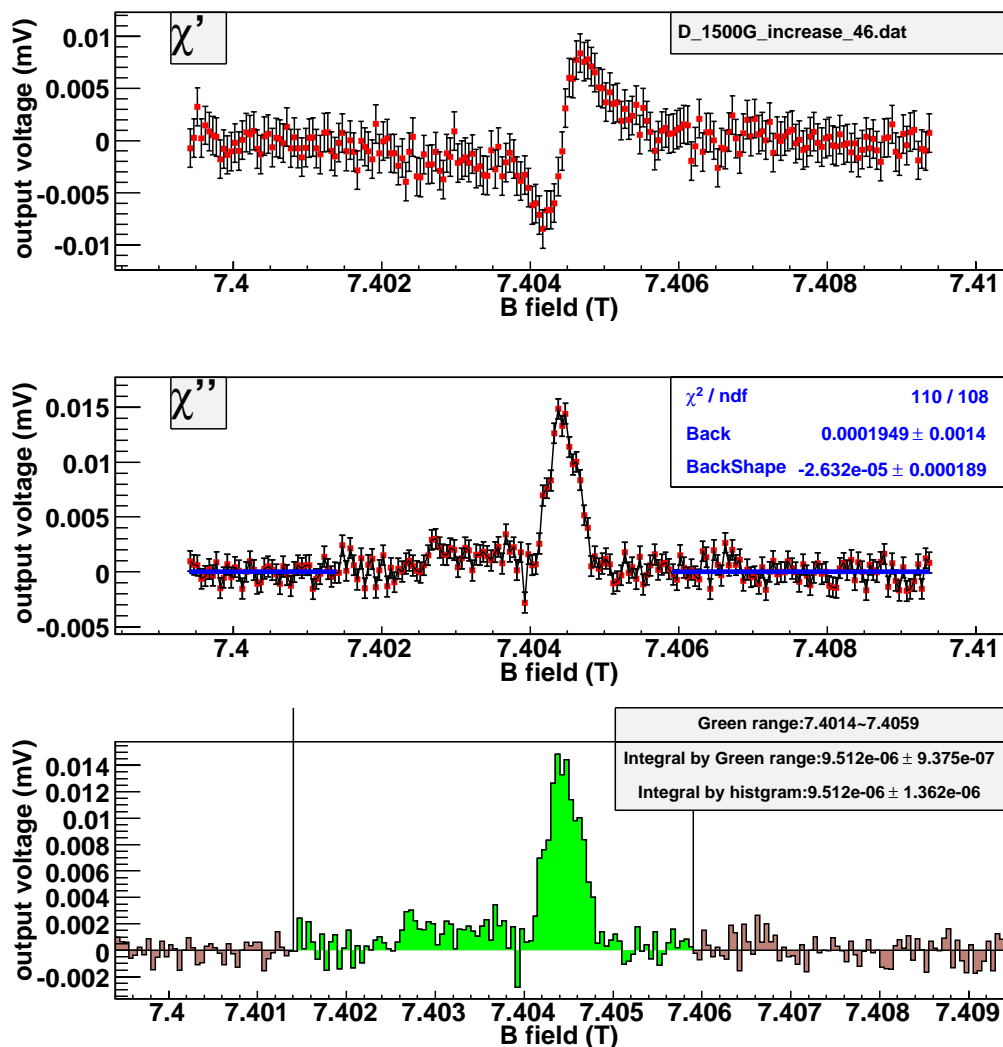 χ’
D_1500G_increase_46.dat
output voltage (mV)
0.01
0.005
0
-0.005
-0.01
7.4 7.402 7.404 7.406 7.408 7.41
B field (T)
χ’’
χ² / ndf 110 / 108
Back 0.0001949 ± 0.0014
BackShape -2.632e-05 ± 0.000189
output voltage (mV)
0.015
0.01
0.005
0
-0.005
7.4 7.402 7.404 7.406 7.408 7.41
B field (T)
Green range:7.4014~7.4059
Integral by Green range:9.512e-06 ± 9.375e-07
Integral by histgram:9.512e-06 ± 1.362e-06
output voltage (mV)
0.014
0.012
0.01
0.008
0.006
0.004
0.002
0
-0.002
7.4 7.401 7.402 7.403 7.404 7.405 7.406 7.407 7.408 7.409
B field (T)